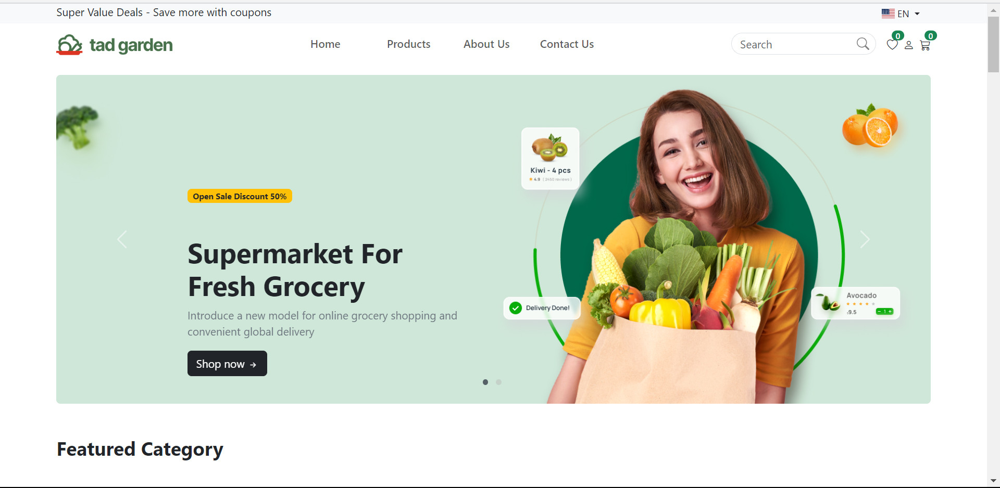 Super Value Deals - Save more with coupons
EN
tad garden
Home
Products
About Us
Contact Us
Search
0
0
Kiwi - 4 pcs
4.9 (2450 reviews)
Open Sale Discount 50%
Supermarket For
Fresh Grocery
Introduce a new model for online grocery shopping and
convenient global delivery
Shop now →
Delivery Done!
Avocado
9.5
- 1 +
Featured Category